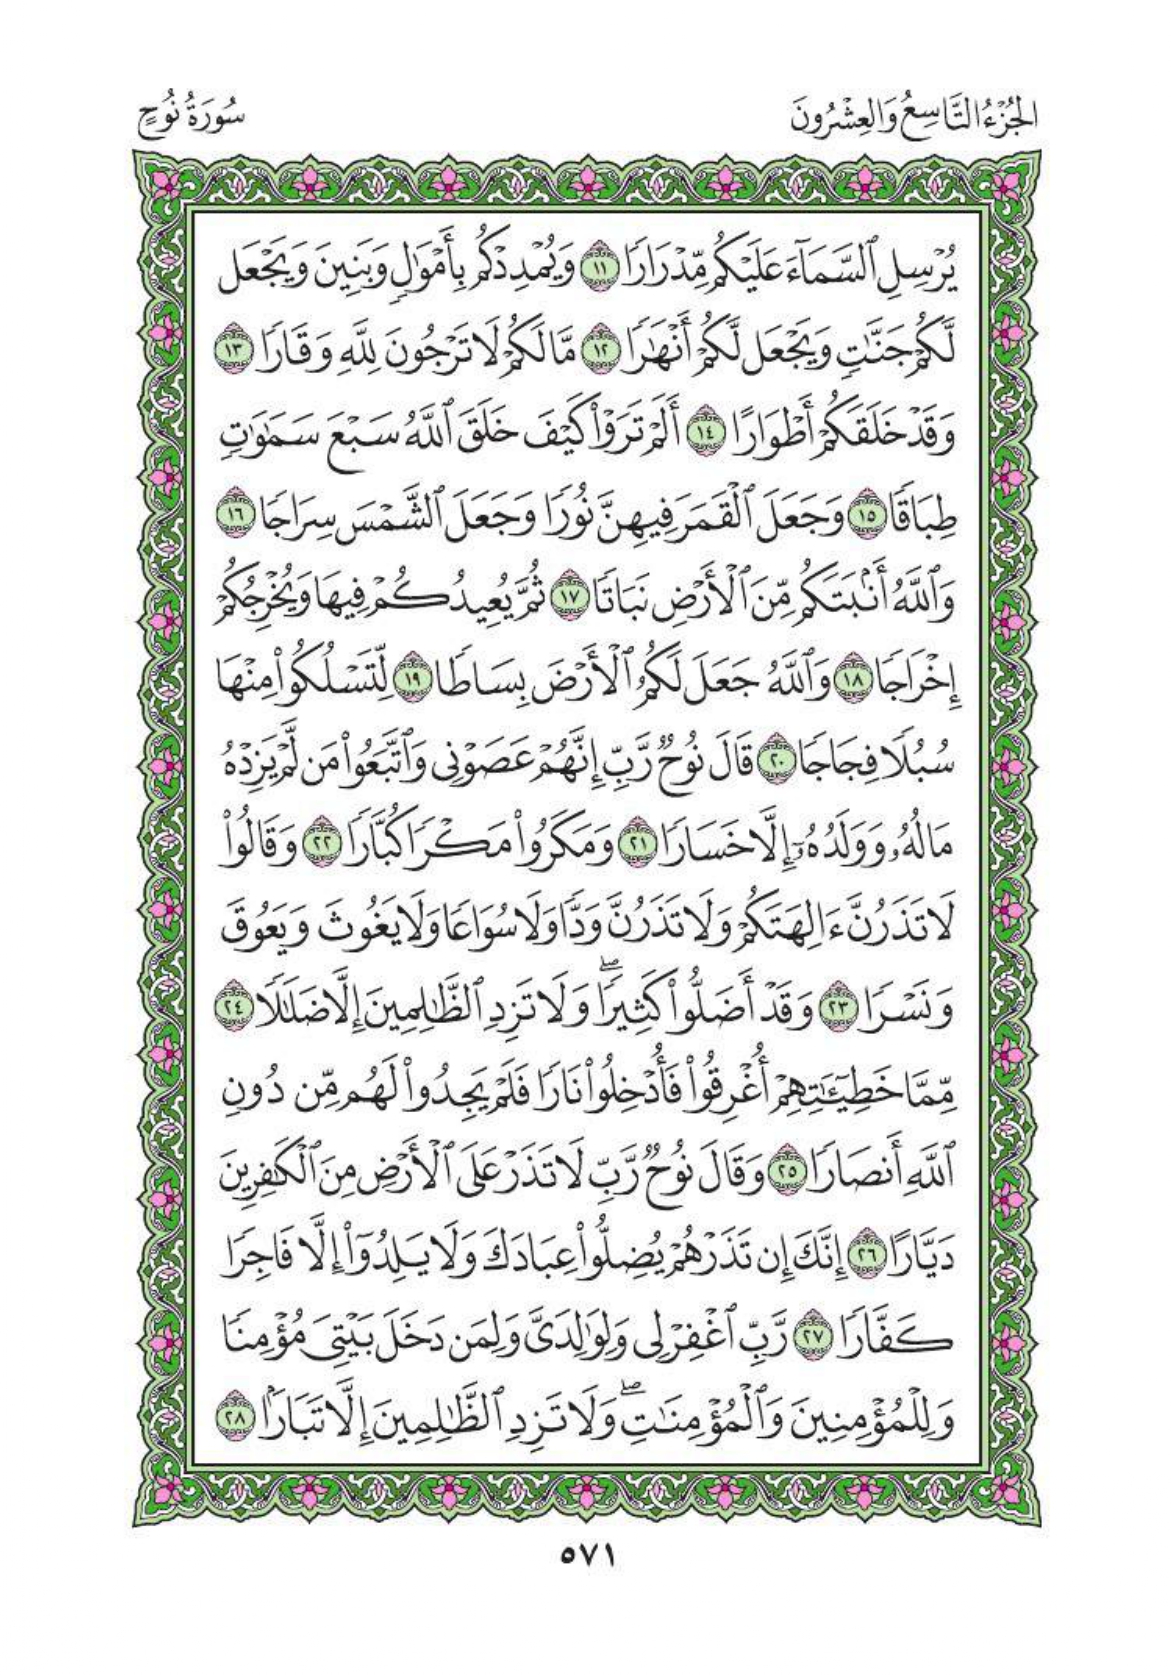 الجُزْءُ التَّاسِعُ وَالعِشْرُونَ
سُورَةُ نُوحٍ
يُرْسِلِ ٱلسَّمَآءَ عَلَيْكُم مِّدْرَارٗا ١١ وَيُمْدِدْكُم بِأَمْوَٰلٖ وَبَنِينَ وَيَجْعَل
لَّكُمْ جَنَّٰتٖ وَيَجْعَل لَّكُمْ أَنْهَٰرٗا ١٢ مَّا لَكُمْ لَا تَرْجُونَ لِلَّهِ وَقَارٗا ١٣
وَقَدْ خَلَقَكُمْ أَطْوَارًا ١٤ أَلَمْ تَرَوْاْ كَيْفَ خَلَقَ ٱللَّهُ سَبْعَ سَمَٰوَٰتٖ
طِبَاقٗا ١٥ وَجَعَلَ ٱلْقَمَرَ فِيهِنَّ نُورٗا وَجَعَلَ ٱلشَّمْسَ سِرَاجٗا ١٦
وَٱللَّهُ أَنۢبَتَكُم مِّنَ ٱلْأَرْضِ نَبَاتٗا ١٧ ثُمَّ يُعِيدُكُمْ فِيهَا وَيُخْرِجُكُمْ
إِخْرَاجٗا ١٨ وَٱللَّهُ جَعَلَ لَكُمُ ٱلْأَرْضَ بِسَاطٗا ١٩ لِّتَسْلُكُواْ مِنْهَا
سُبُلٗا فِجَاجٗا ٢٠ قَالَ نُوحٞ رَّبِّ إِنَّهُمْ عَصَوْنِي وَٱتَّبَعُواْ مَن لَّمْ يَزِدْهُ
مَالُهُۥ وَوَلَدُهُۥٓ إِلَّا خَسَارٗا ٢١ وَمَكَرُواْ مَكْرٗا كُبَّارٗا ٢٢ وَقَالُواْ
لَا تَذَرُنَّ ءَالِهَتَكُمْ وَلَا تَذَرُنَّ وَدّٗا وَلَا سُوَاعٗا وَلَا يَغُوثَ وَيَعُوقَ
وَنَسْرٗا ٢٣ وَقَدْ أَضَلُّواْ كَثِيرٗاۖ وَلَا تَزِدِ ٱلظَّٰلِمِينَ إِلَّا ضَلَٰلٗا ٢٤
مِّمَّا خَطِيٓـَٰٔتِهِمْ أُغْرِقُواْ فَأُدْخِلُواْ نَارٗا فَلَمْ يَجِدُواْ لَهُم مِّن دُونِ
ٱللَّهِ أَنصَارٗا ٢٥ وَقَالَ نُوحٞ رَّبِّ لَا تَذَرْ عَلَى ٱلْأَرْضِ مِنَ ٱلْكَٰفِرِينَ
دَيَّارًا ٢٦ إِنَّكَ إِن تَذَرْهُمْ يُضِلُّواْ عِبَادَكَ وَلَا يَلِدُوٓاْ إِلَّا فَاجِرٗا
كَفَّارٗا ٢٧ رَّبِّ ٱغْفِرْ لِي وَلِوَٰلِدَيَّ وَلِمَن دَخَلَ بَيْتِيَ مُؤْمِنٗا
وَلِلْمُؤْمِنِينَ وَٱلْمُؤْمِنَٰتِۖ وَلَا تَزِدِ ٱلظَّٰلِمِينَ إِلَّا تَبَارَۢا ٢٨
٥٧١